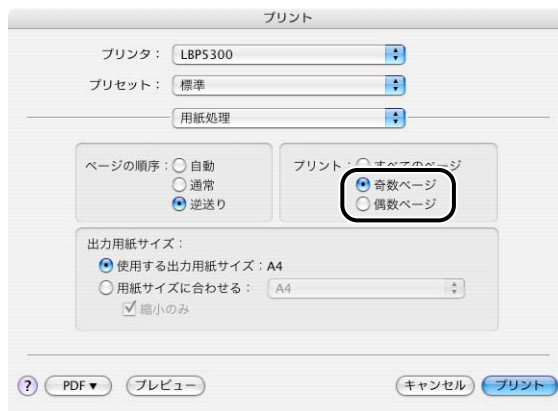 プリント
プリンタ： LBP5300
プリセット： 標準
用紙処理
ページの順序： 自動
通常
逆送り
プリント： すべてのページ
奇数ページ
偶数ページ
出力用紙サイズ：
使用する出力用紙サイズ：A4
用紙サイズに合わせる： A4
縮小のみ
? PDF▼ プレビュー キャンセル プリント